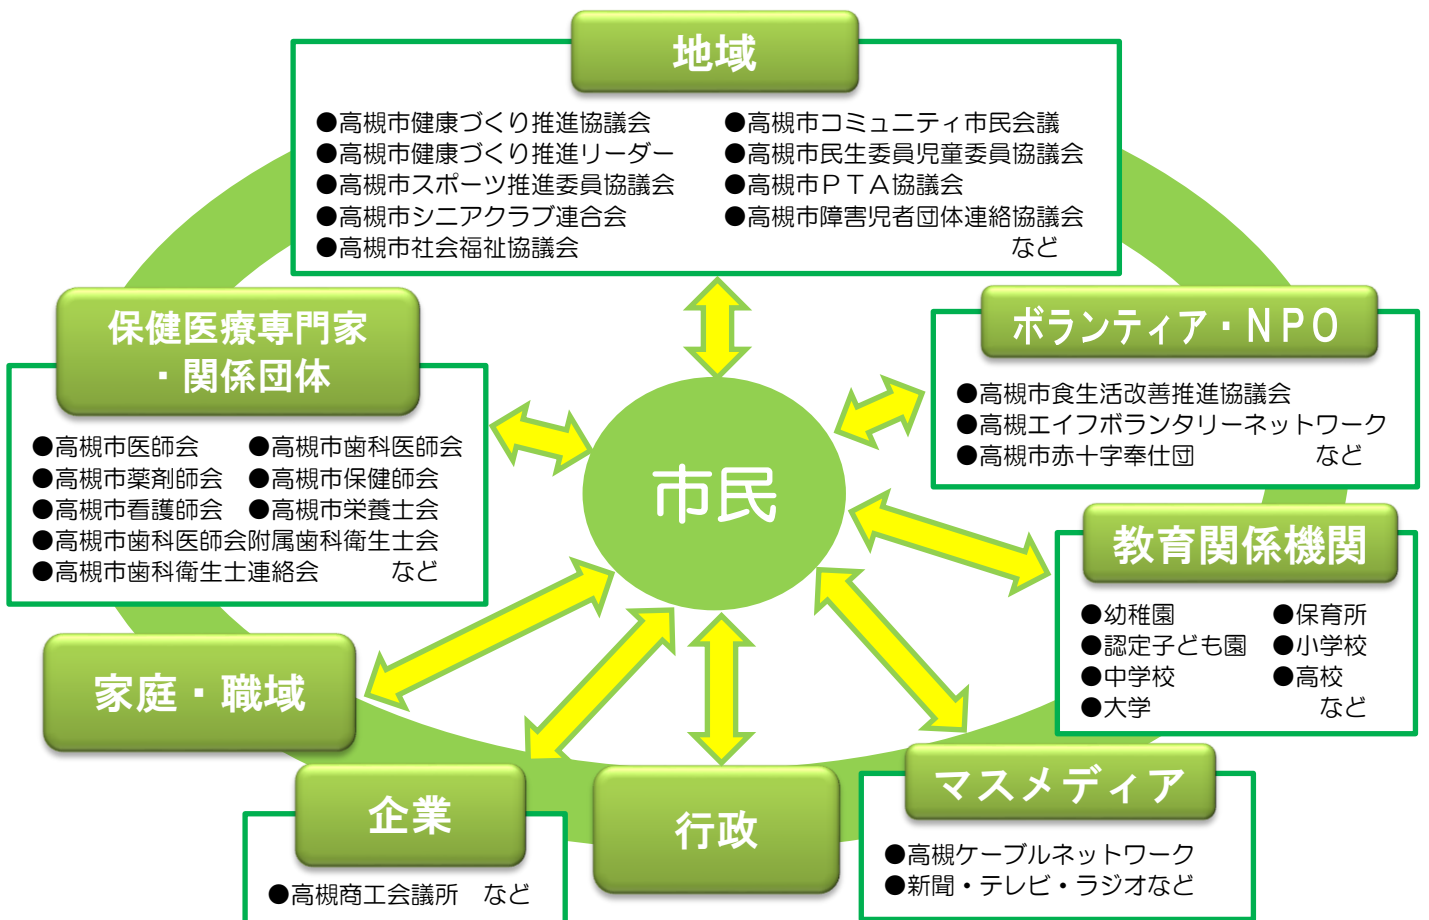 地域
●高槻市健康づくり推進協議会
●高槻市健康づくり推進リーダー
●高槻市スポーツ推進委員協議会
●高槻市シニアクラブ連合会
●高槻市社会福祉協議会
●高槻市コミュニティ市民会議
●高槻市民生委員児童委員協議会
●高槻市ＰＴＡ協議会
●高槻市障害児者団体連絡協議会
など
保健医療専門家
・関係団体
●高槻市医師会　●高槻市歯科医師会
●高槻市薬剤師会　●高槻市保健師会
●高槻市看護師会　●高槻市栄養士会
●高槻市歯科医師会附属歯科衛生士会
●高槻市歯科衛生士連絡会　など
ボランティア・ＮＰＯ
●高槻市食生活改善推進協議会
●高槻エイフボランタリーネットワーク
●高槻市赤十字奉仕団　など
市民
教育関係機関
●幼稚園　●保育所
●認定子ども園　●小学校
●中学校　●高校
●大学　など
家庭・職域
企業
●高槻商工会議所　など
行政
マスメディア
●高槻ケーブルネットワーク
●新聞・テレビ・ラジオなど